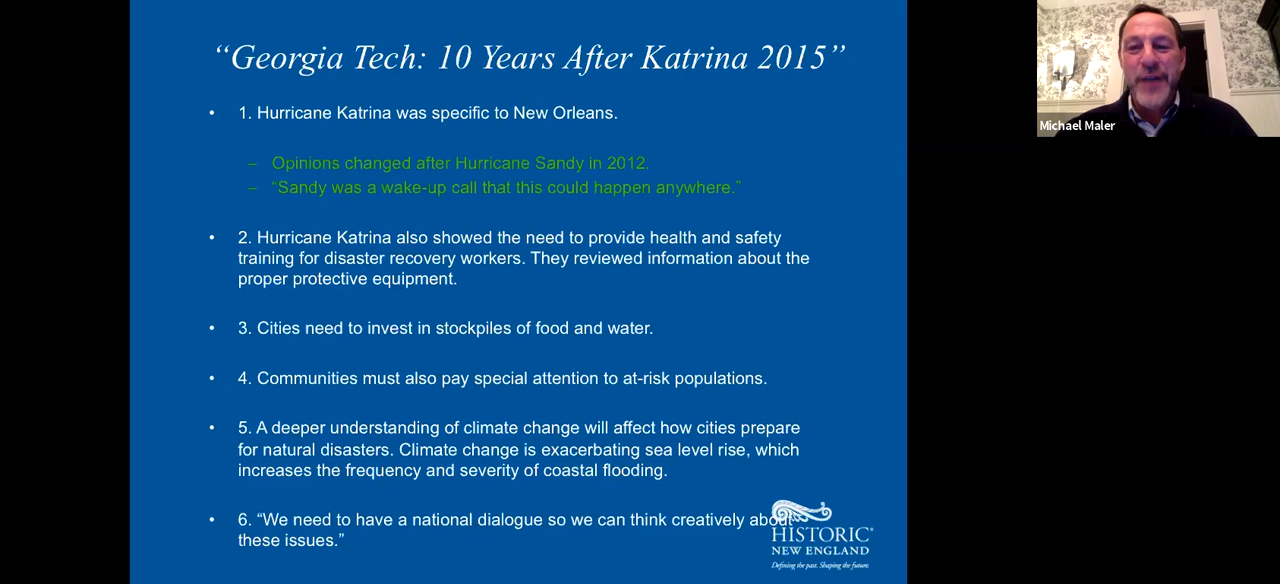 “Georgia Tech: 10 Years After Katrina 2015”
• 1. Hurricane Katrina was specific to New Orleans.
– Opinions changed after Hurricane Sandy in 2012.
– “Sandy was a wake-up call that this could happen anywhere.”
• 2. Hurricane Katrina also showed the need to provide health and safety
training for disaster recovery workers. They reviewed information about the
proper protective equipment.
• 3. Cities need to invest in stockpiles of food and water.
• 4. Communities must also pay special attention to at-risk populations.
• 5. A deeper understanding of climate change will affect how cities prepare
for natural disasters. Climate change is exacerbating sea level rise, which
increases the frequency and severity of coastal flooding.
• 6. “We need to have a national dialogue so we can think creatively about
these issues.”
HISTORIC®
NEW ENGLAND
Defining the past. Shaping the future.
Michael Maler